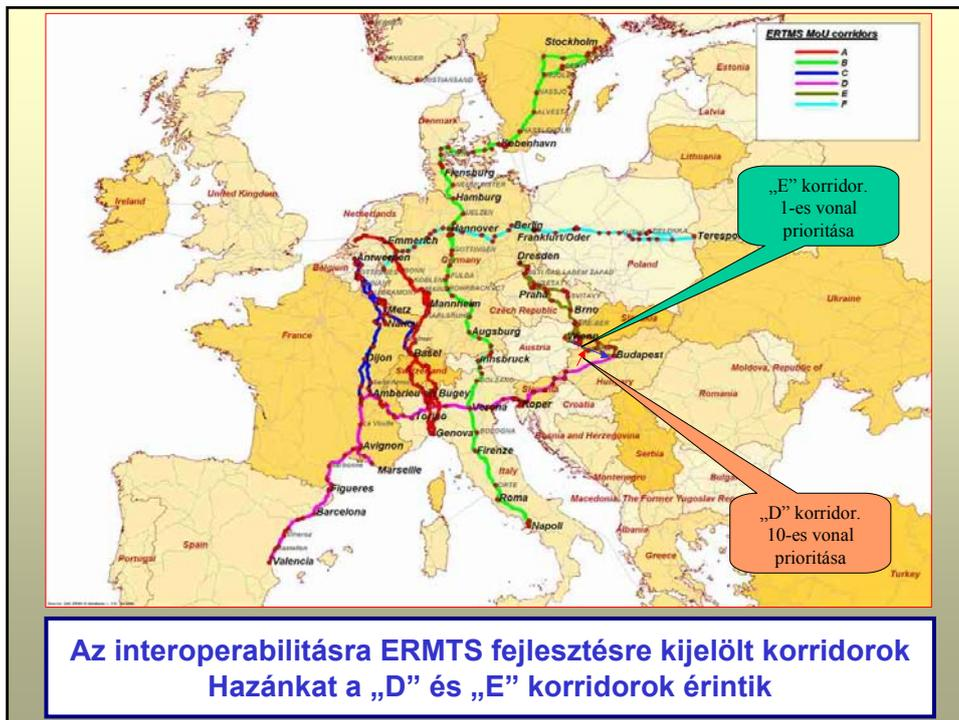 ERTMS MoU corridors
A
B
C
D
E
F
Stockholm
Estonia
Latvia
Lithuania
Denmark
København
Flensburg
Hamburg
Ireland
United Kingdom
Netherlands
Hannover
Berlin
Frankfurt/Oder
Terespol
Emmerich
Antwerpen
Belgium
Germany
Dresden
Poland
Praha
Czech Republic
Brno
Metz
Mannheim
Ukraine
France
Augsburg
Wien
Budapest
Austria
Innsbruck
Dijon
Basel
Switzerland
Hungary
Moldova, Republic of
Romania
Amberieu
Bugey
Verona
Koper
Croatia
Torino
Genova
Bosnia and Herzegovina
Serbia
Avignon
Marseille
Firenze
Italy
Montenegro
Figueres
Roma
Macedonia, The Former Yugoslav
Barcelona
Napoli
Albania
Portugal
Spain
Valencia
Greece
Turkey
„E” korridor.
1-es vonal
prioritása
„D” korridor.
10-es vonal
prioritása
Az interoperabilitásra ERMTS fejlesztésre kijelölt korridorok
Hazánkat a „D” és „E” korridorok érintik